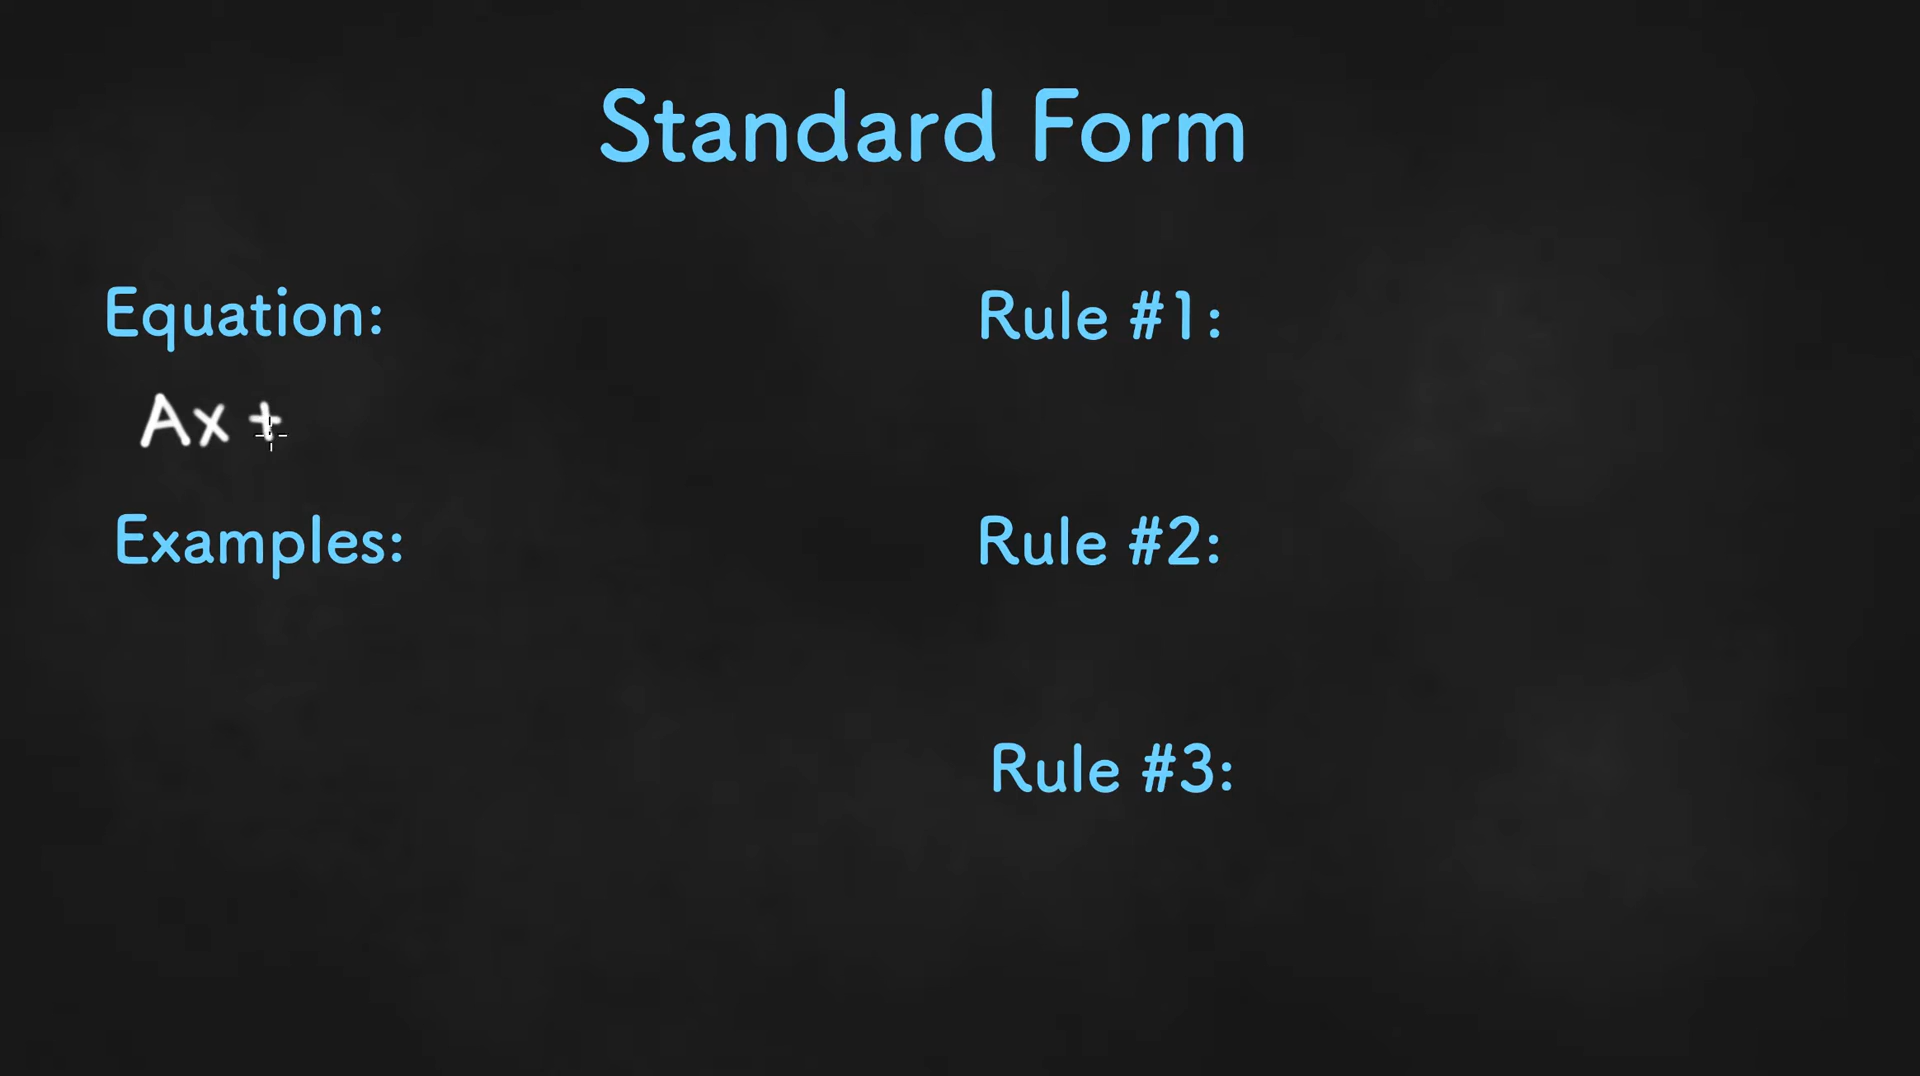 Standard Form
Equation:
Ax +
Examples:
Rule #1:
Rule #2:
Rule #3: